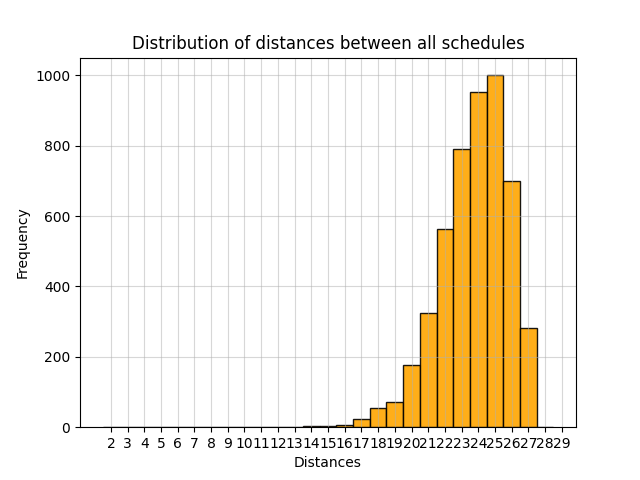 Distribution of distances between all schedules
1000
800
600
400
200
0
Frequency
2 3 4 5 6 7 8 9 10 11 12 13 14 15 16 17 18 19 20 21 22 23 24 25 26 27 28 29
Distances